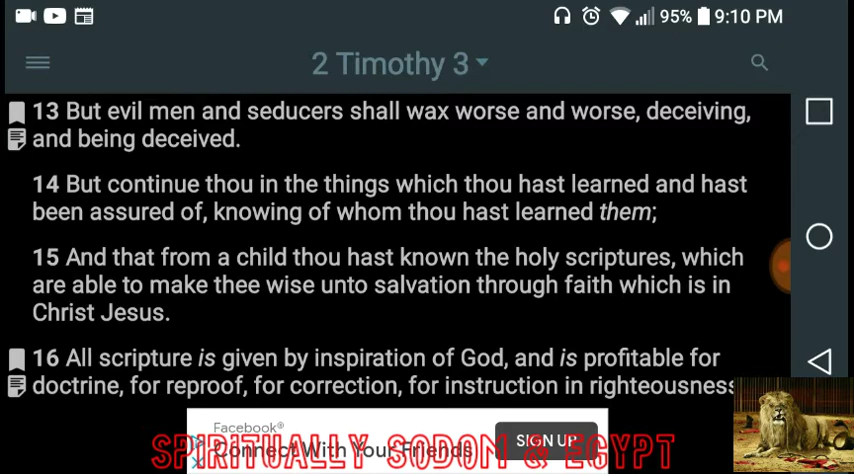 95% 9:10 PM
2 Timothy 3
13 But evil men and seducers shall wax worse and worse, deceiving,
and being deceived.
14 But continue thou in the things which thou hast learned and hast
been assured of, knowing of whom thou hast learned them;
15 And that from a child thou hast known the holy scriptures, which
are able to make thee wise unto salvation through faith which is in
Christ Jesus.
16 All scripture is given by inspiration of God, and is profitable for
doctrine, for reproof, for correction, for instruction in righteousness
Facebook®
Connect With Your Friends
SIGN UP
SPIRITUALLY SODOM & EGYPT